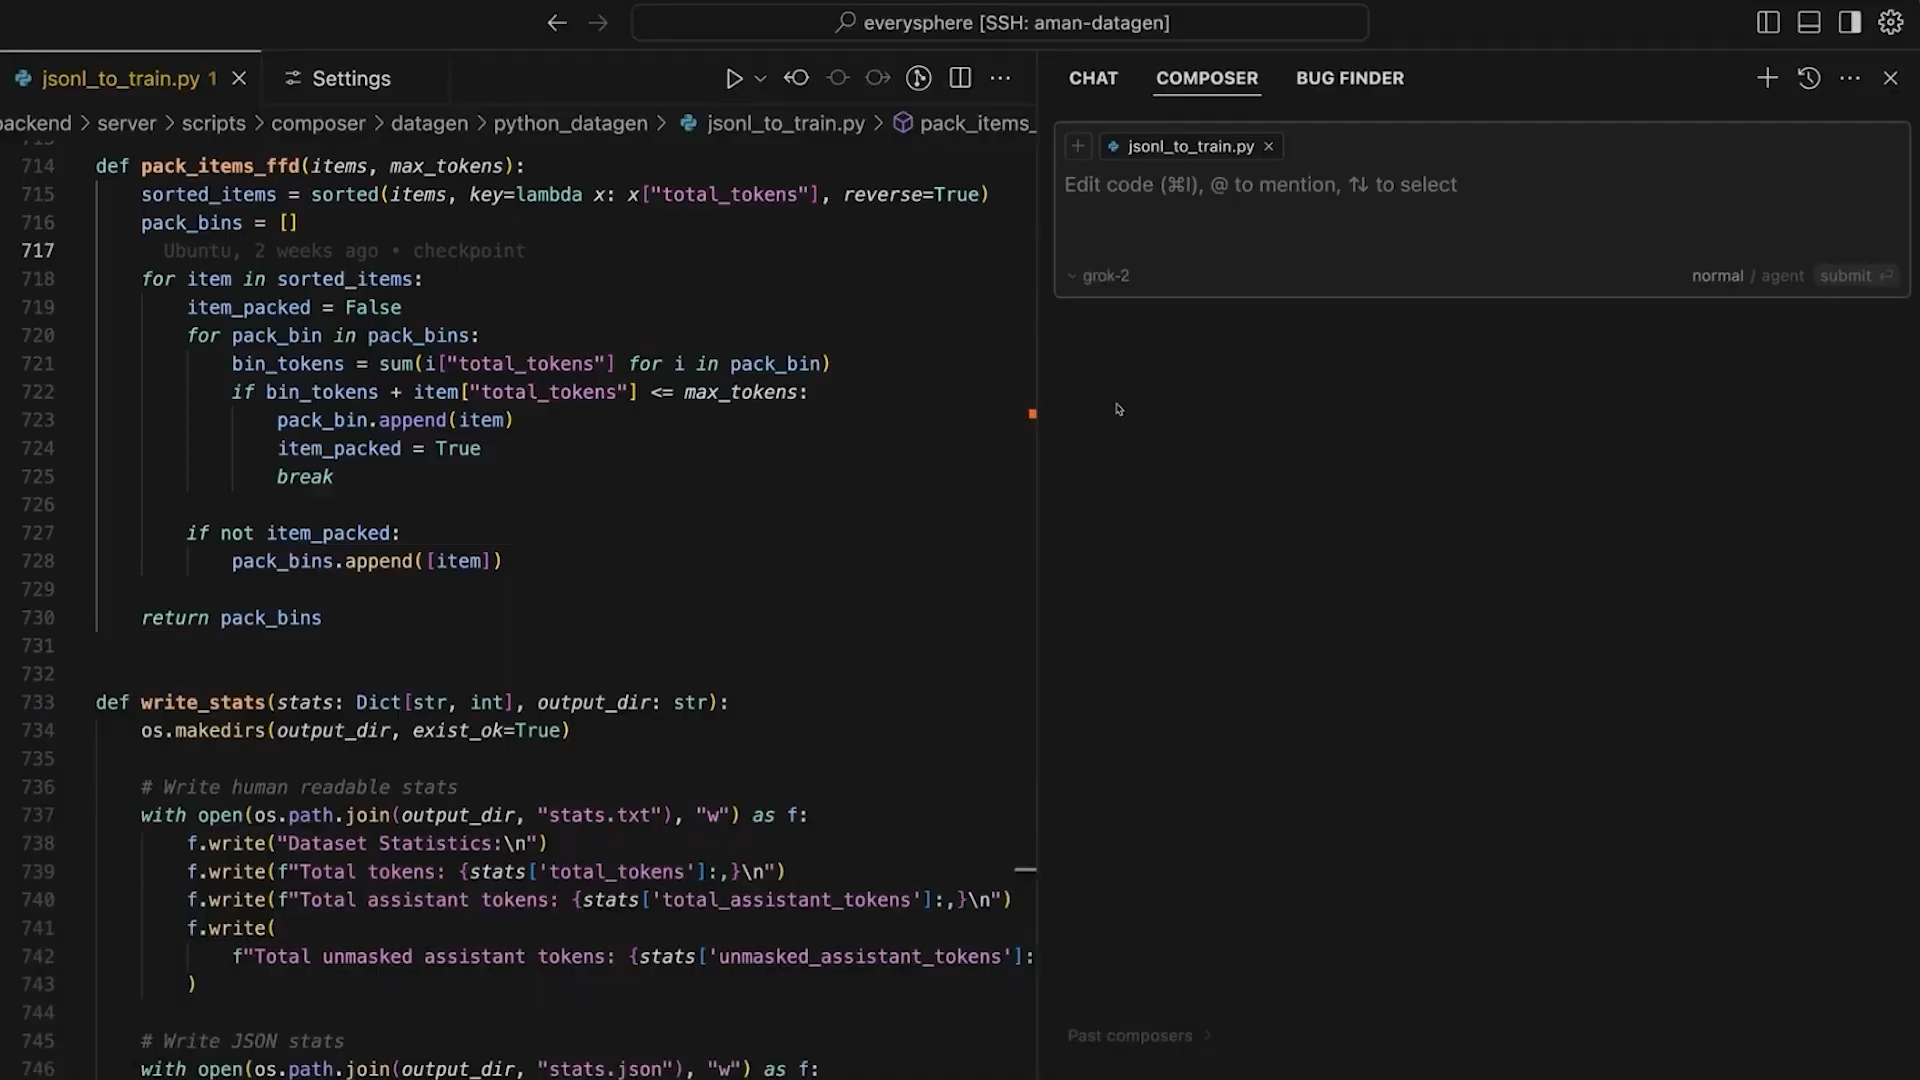 everysphere [SSH: aman-datagen]
jsonl_to_train.py 1
Settings
CHAT COMPOSER BUG FINDER
backend > server > scripts > composer > datagen > python_datagen > jsonl_to_train.py > pack_items_
714 def pack_items_ffd(items, max_tokens):
715 sorted_items = sorted(items, key=lambda x: x["total_tokens"], reverse=True)
716 pack_bins = []
717 Ubuntu, 2 weeks ago • checkpoint
718 for item in sorted_items:
719 item_packed = False
720 for pack_bin in pack_bins:
721 bin_tokens = sum(i["total_tokens"] for i in pack_bin)
722 if bin_tokens + item["total_tokens"] <= max_tokens:
723 pack_bin.append(item)
724 item_packed = True
725 break
726
727 if not item_packed:
728 pack_bins.append([item])
729
730 return pack_bins
731
732
733 def write_stats(stats: Dict[str, int], output_dir: str):
734 os.makedirs(output_dir, exist_ok=True)
735
736 # Write human readable stats
737 with open(os.path.join(output_dir, "stats.txt"), "w") as f:
738 f.write("Dataset Statistics:\n")
739 f.write(f"Total tokens: {stats['total_tokens']:,}\n")
740 f.write(f"Total assistant tokens: {stats['total_assistant_tokens']:,}\n")
741 f.write(
742 f"Total unmasked assistant tokens: {stats['unmasked_assistant_tokens']:
743 )
744
745 # Write JSON stats
746 with open(os.path.join(output_dir, "stats.json"), "w") as f:
jsonl_to_train.py
Edit code (⌘I), @ to mention, ↑↓ to select
grok-2
normal / agent submit
Past composers >